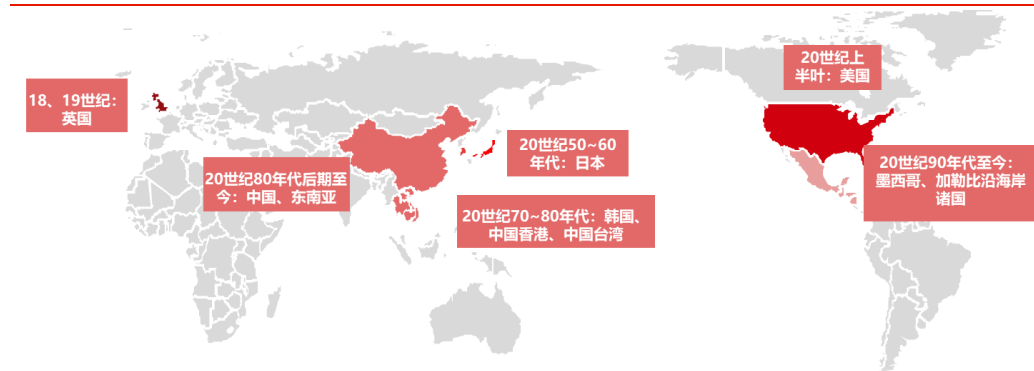 18、19世纪：
英国
20世纪80年代后期至
今：中国、东南亚
20世纪50~60
年代：日本
20世纪70~80年代：韩国、
中国香港、中国台湾
20世纪上
半叶：美国
20世纪90年代至今：
墨西哥、加勒比沿海岸
诸国